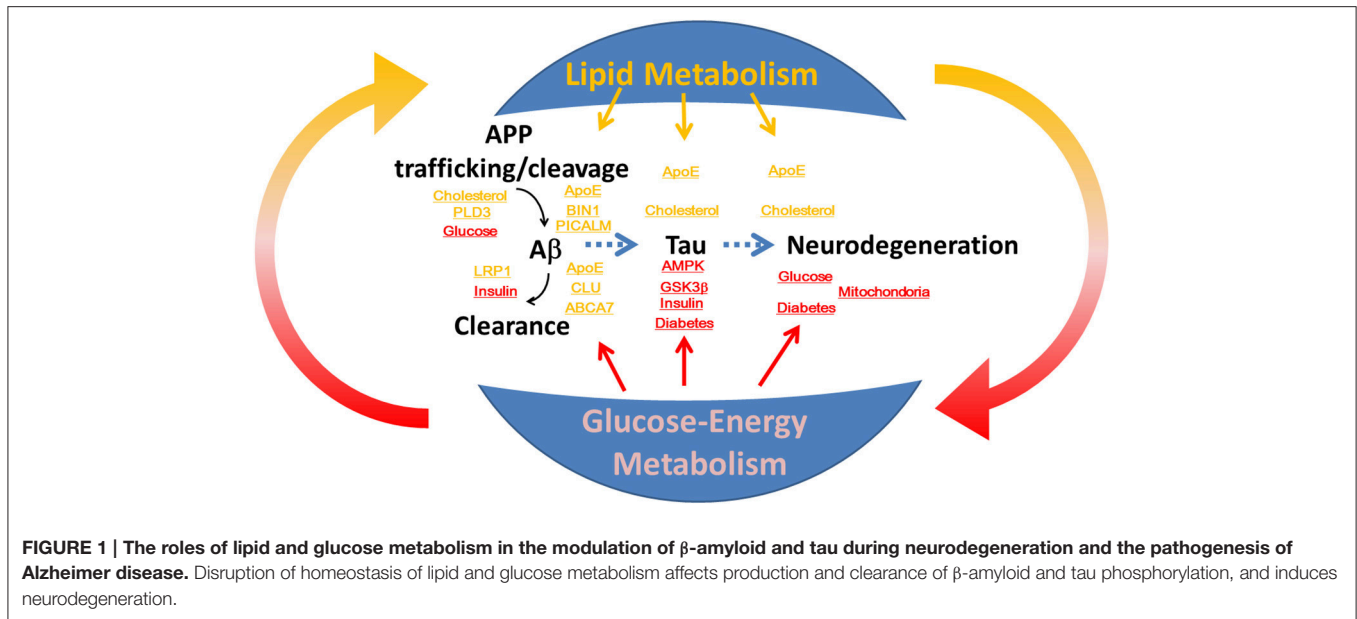 Lipid Metabolism
APP
trafficking/cleavage
Cholesterol
PLD3
Glucose
ApoE
BIN1
PICALM
Aβ
LRP1
Insulin
ApoE
CLU
ABCA7
Clearance
ApoE
Cholesterol
Tau
AMPK
GSK3β
Insulin
Diabetes
ApoE
Cholesterol
Neurodegeneration
Glucose
Mitochondoria
Diabetes
Glucose-Energy
Metabolism
FIGURE 1 | The roles of lipid and glucose metabolism in the modulation of β-amyloid and tau during neurodegeneration and the pathogenesis of
Alzheimer disease. Disruption of homeostasis of lipid and glucose metabolism affects production and clearance of β-amyloid and tau phosphorylation, and induces
neurodegeneration.